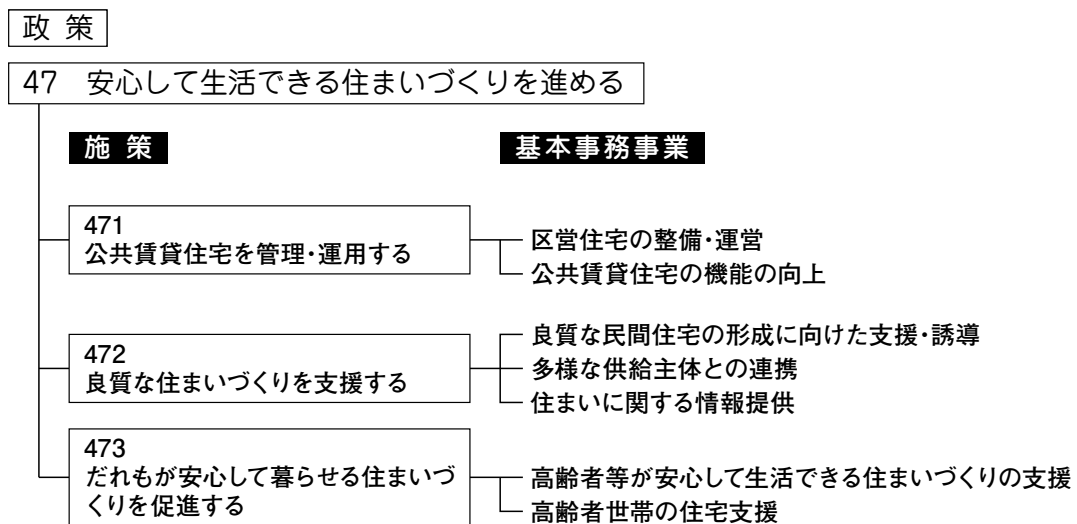 政 策
47 安心して生活できる住まいづくりを進める
施 策
基本事務事業
471
公共賃貸住宅を管理・運用する
区営住宅の整備・運営
公共賃貸住宅の機能の向上
472
良質な住まいづくりを支援する
良質な民間住宅の形成に向けた支援・誘導
多様な供給主体との連携
住まいに関する情報提供
473
だれもが安心して暮らせる住まいづ
くりを促進する
高齢者等が安心して生活できる住まいづくりの支援
高齢者世帯の住宅支援